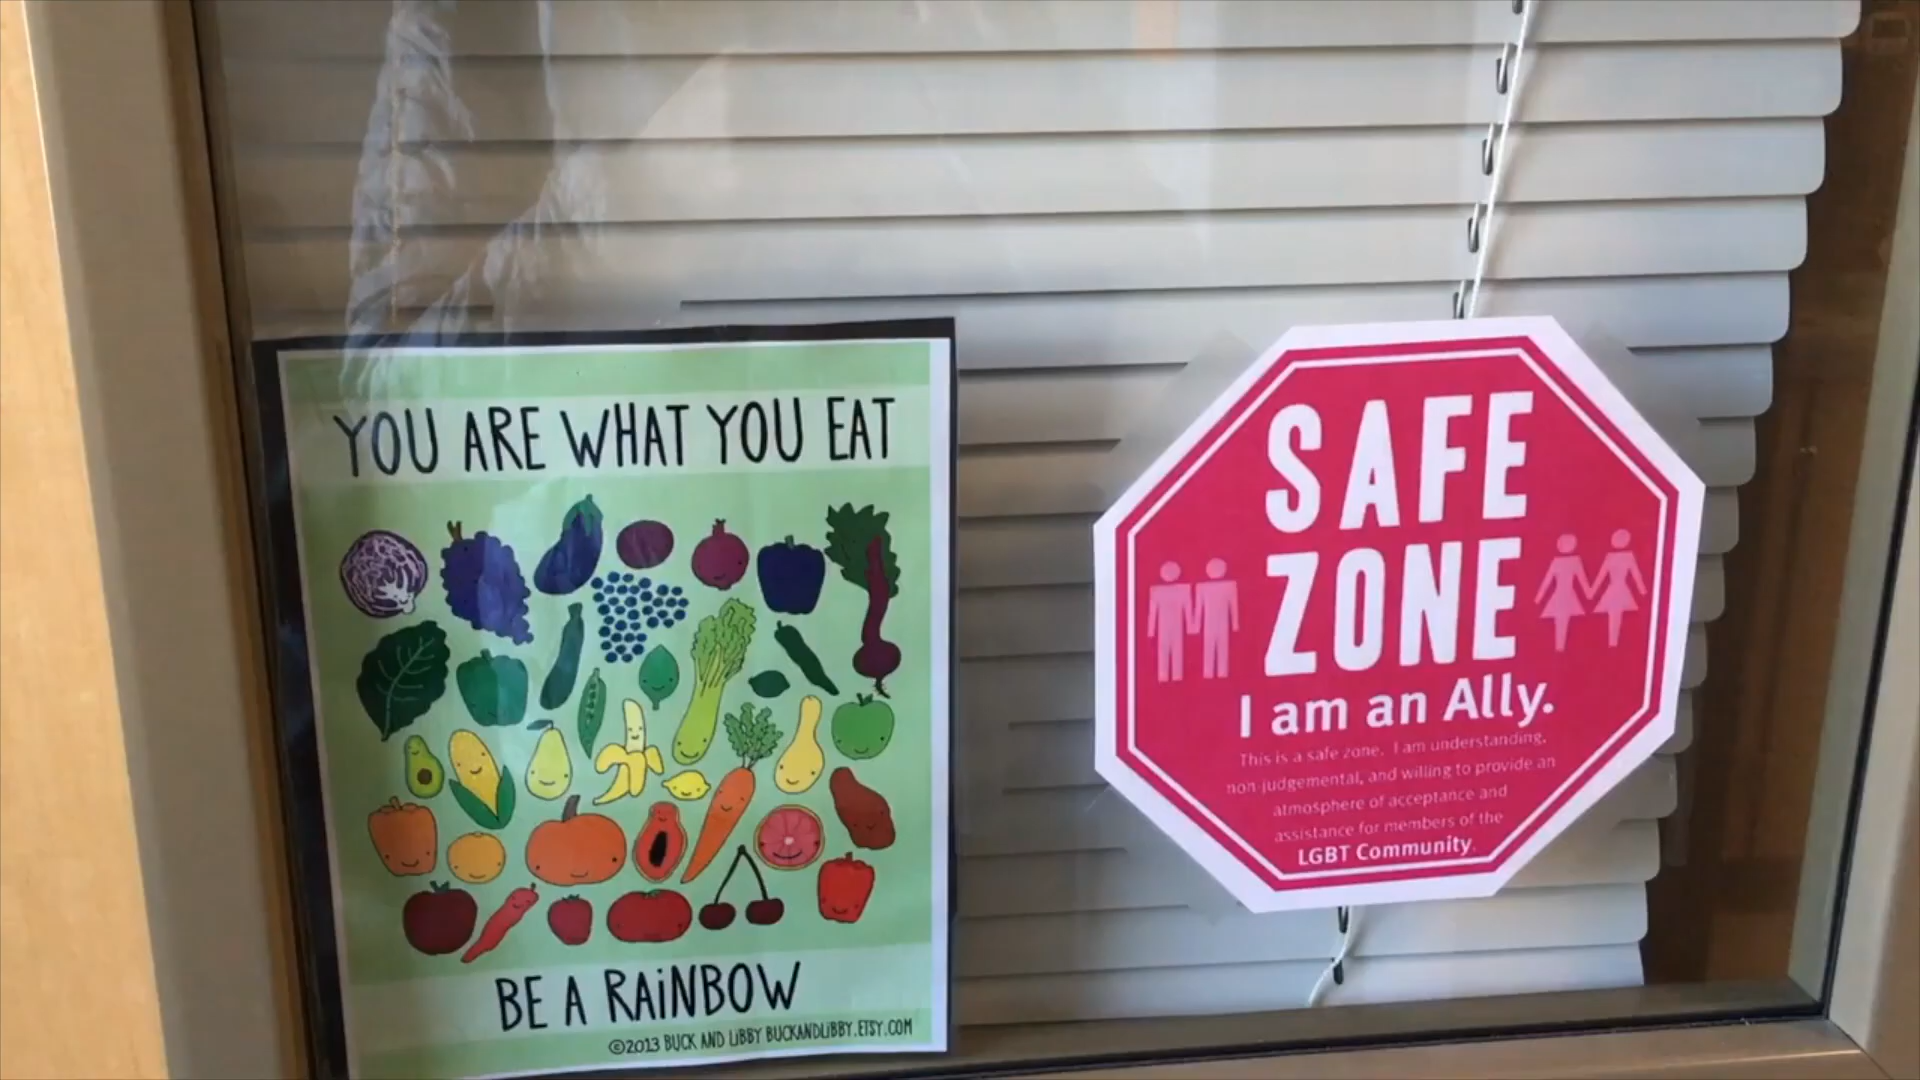 YOU ARE WHAT YOU EAT
BE A RAiNBOW
©2013 BUCK AND LiBBY BUCKANDLiBBY.ETSY.COM
SAFE
ZONE
I am an Ally.
This is a safe zone. I am understanding,
non-judgemental, and willing to provide an
atmosphere of acceptance and
assistance for members of the
LGBT Community.